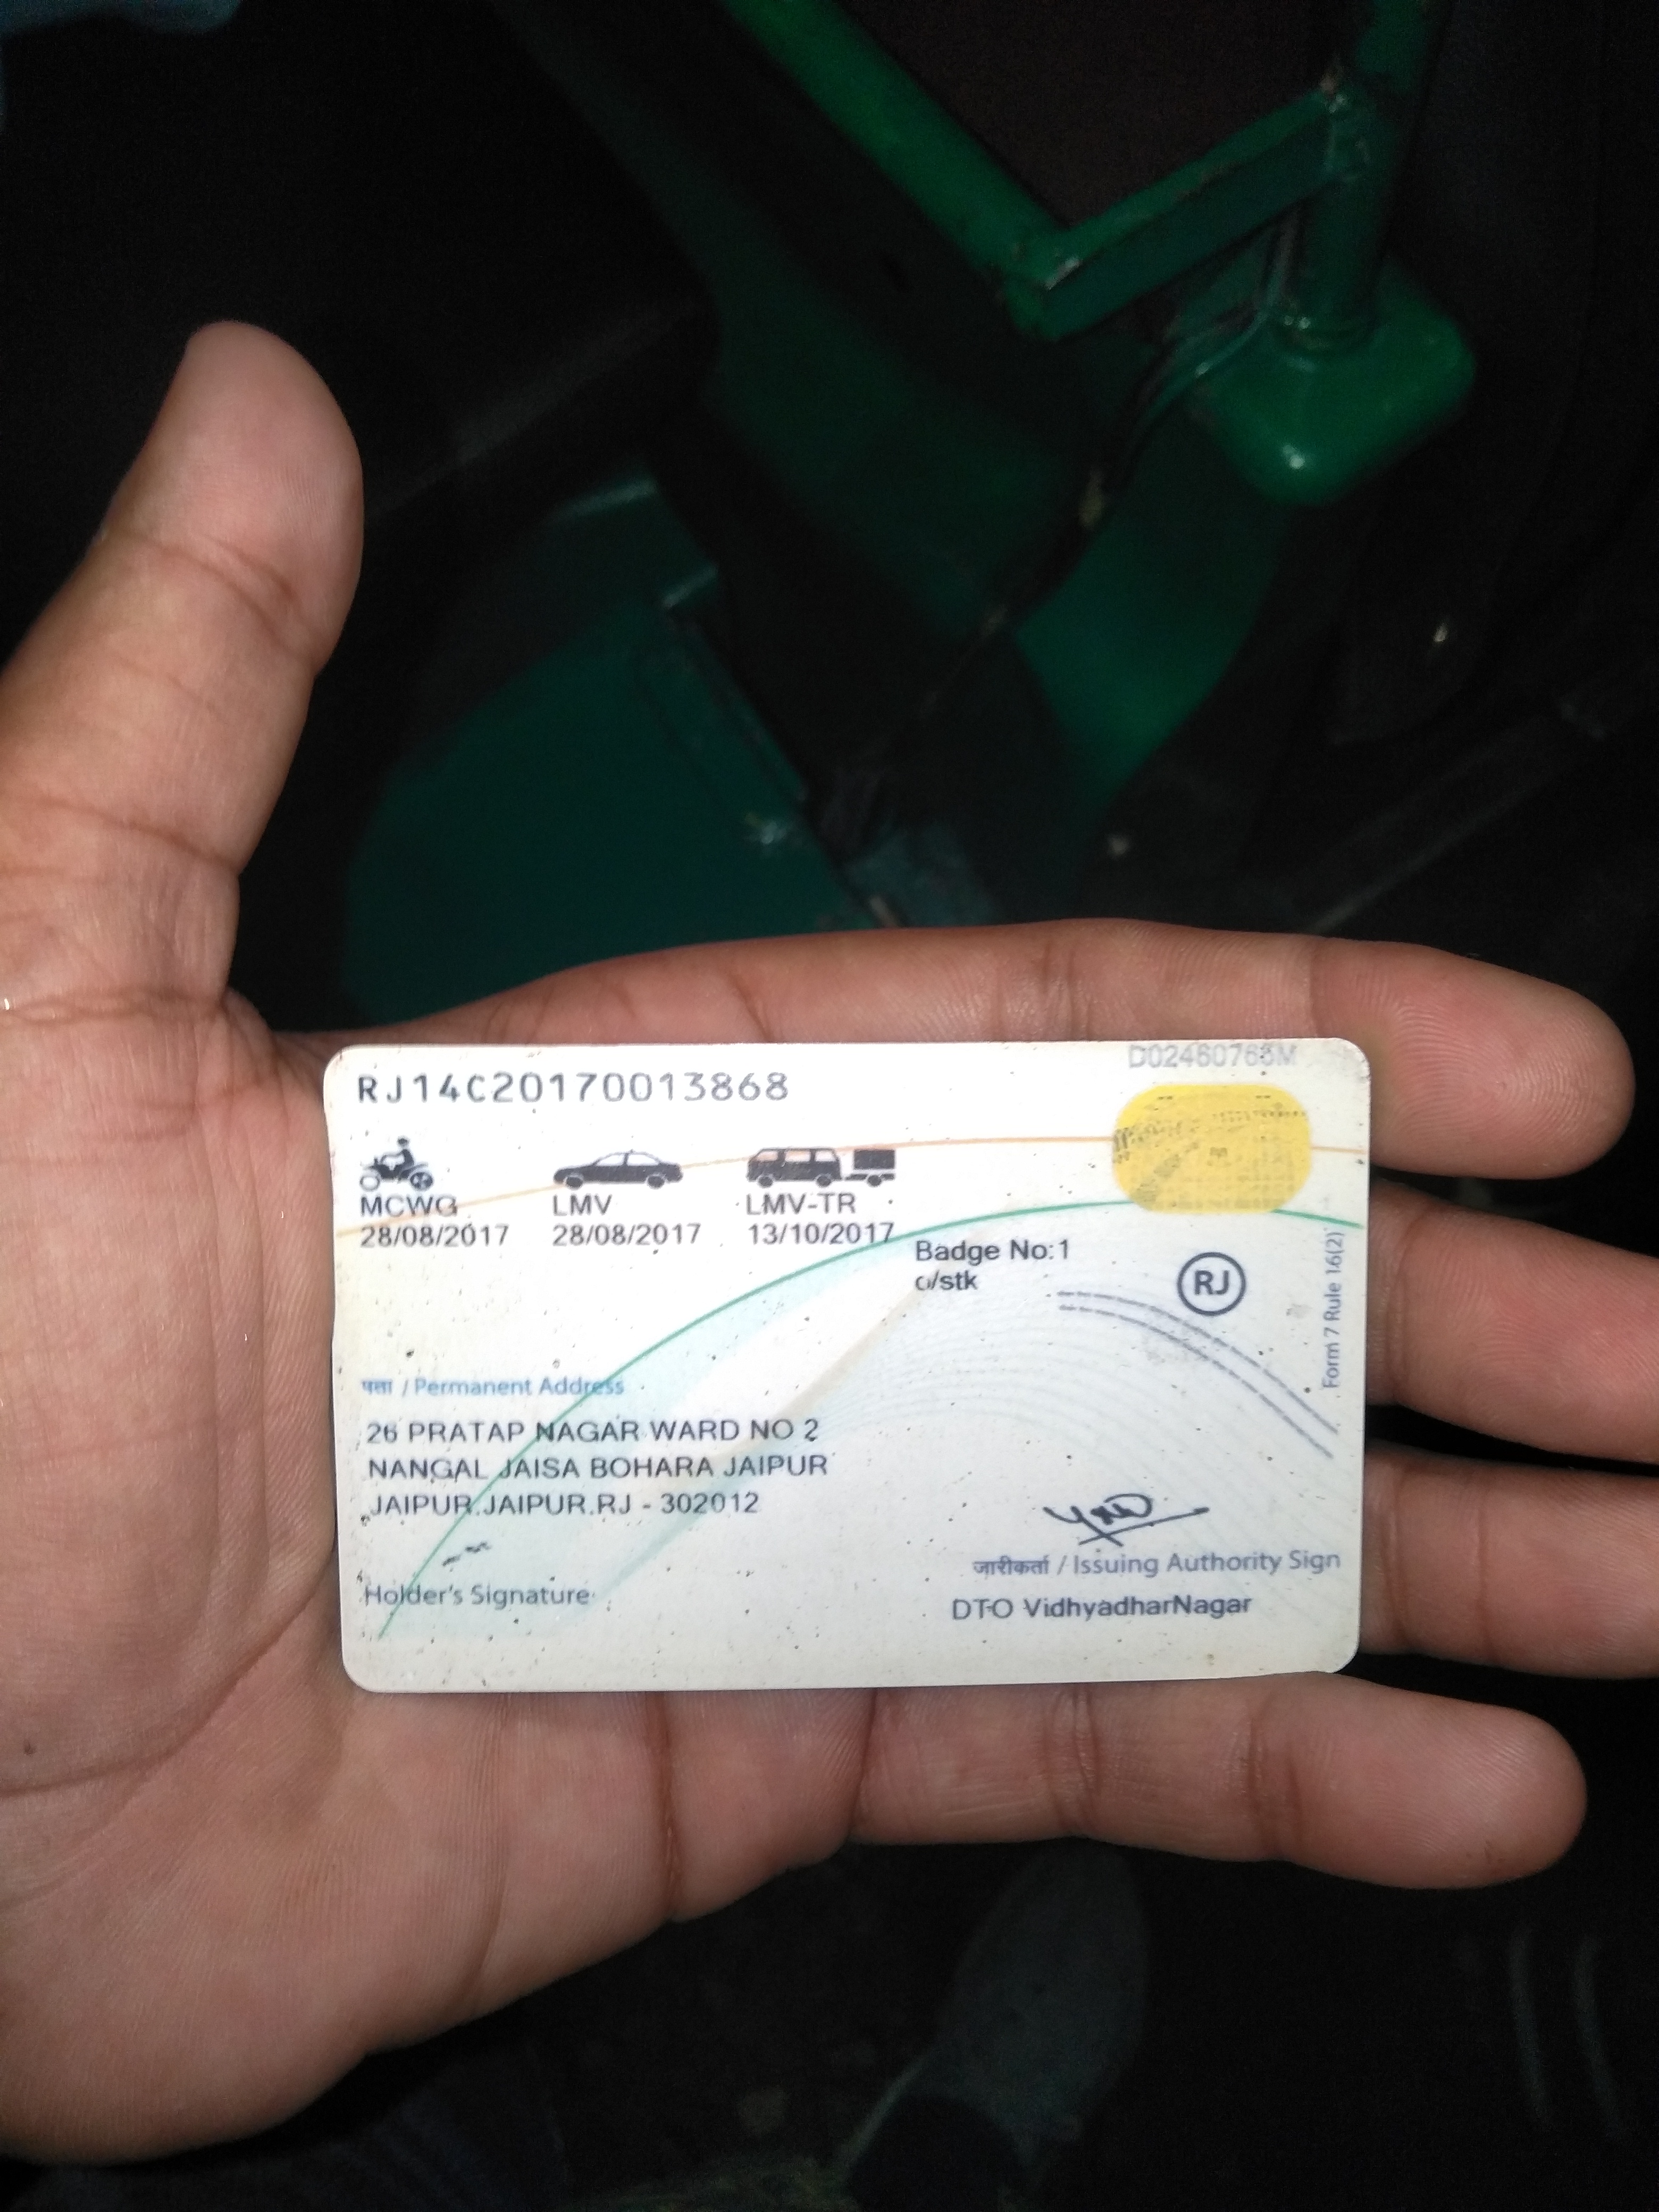 D02460766M
RJ14C20170013868
MCWG LMV LMV-TR
28/08/2017 28/08/2017 13/10/2017
Badge No:1
o/stk
RJ
Form 7 Rule 16(2)
पता / Permanent Address
26 PRATAP NAGAR WARD NO 2
NANGAL JAISA BOHARA JAIPUR
JAIPUR,JAIPUR,RJ - 302012
जारीकर्ता / Issuing Authority Sign
Holder's Signature
DTO VidhyadharNagar